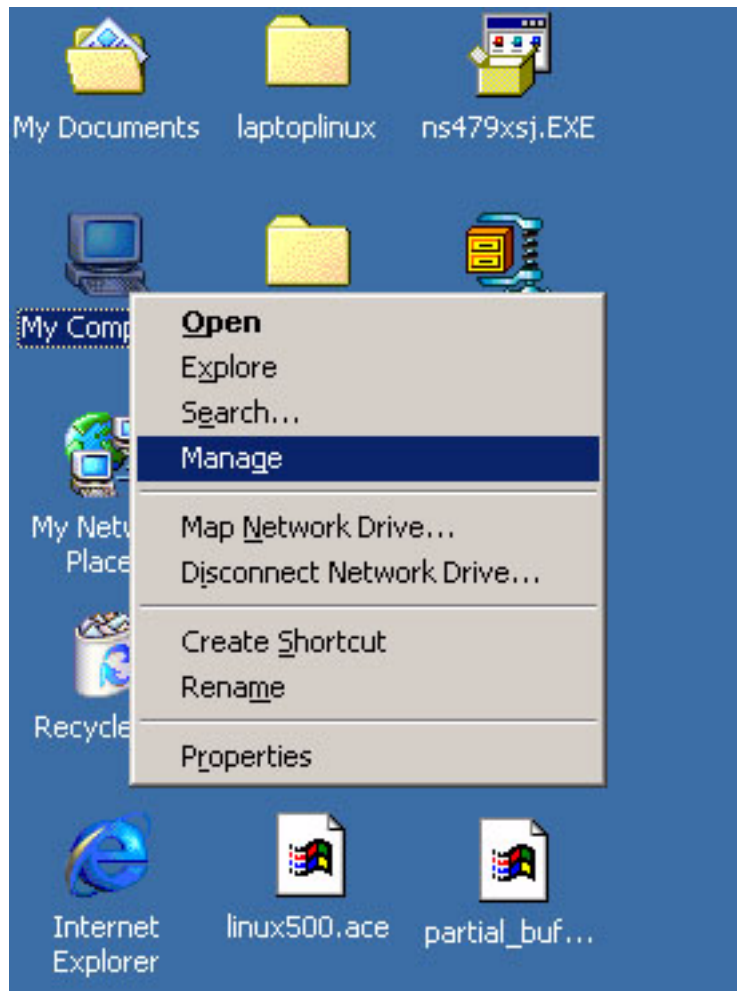 My Documents
laptoplinux
ns479xsj.EXE
My Comp
Open
Explore
Search...
Manage
Map Network Drive...
Disconnect Network Drive...
Create Shortcut
Rename
Properties
My Netw
Place
Recycle
Internet
Explorer
linux500.ace
partial_buf...